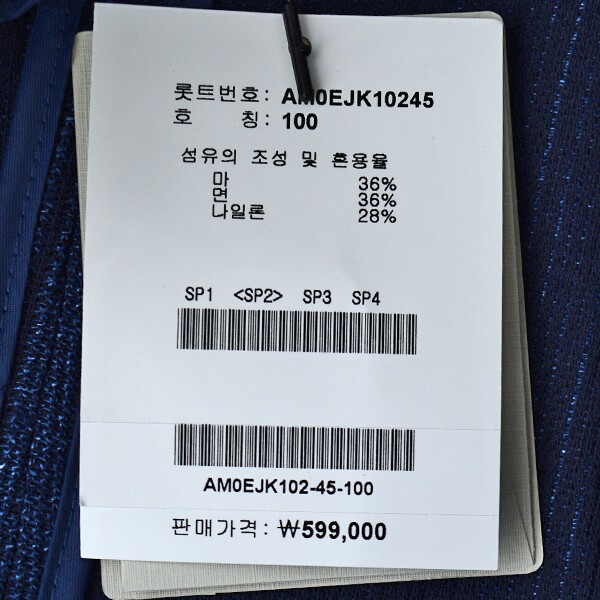 롯트번호: AM0EJK10245
호 칭: 100
섬유의 조성 및 혼용율
마 36%
면 36%
나일론 28%
SP1 <SP2> SP3 SP4
AM0EJK102-45-100
판매가격: ₩599,000